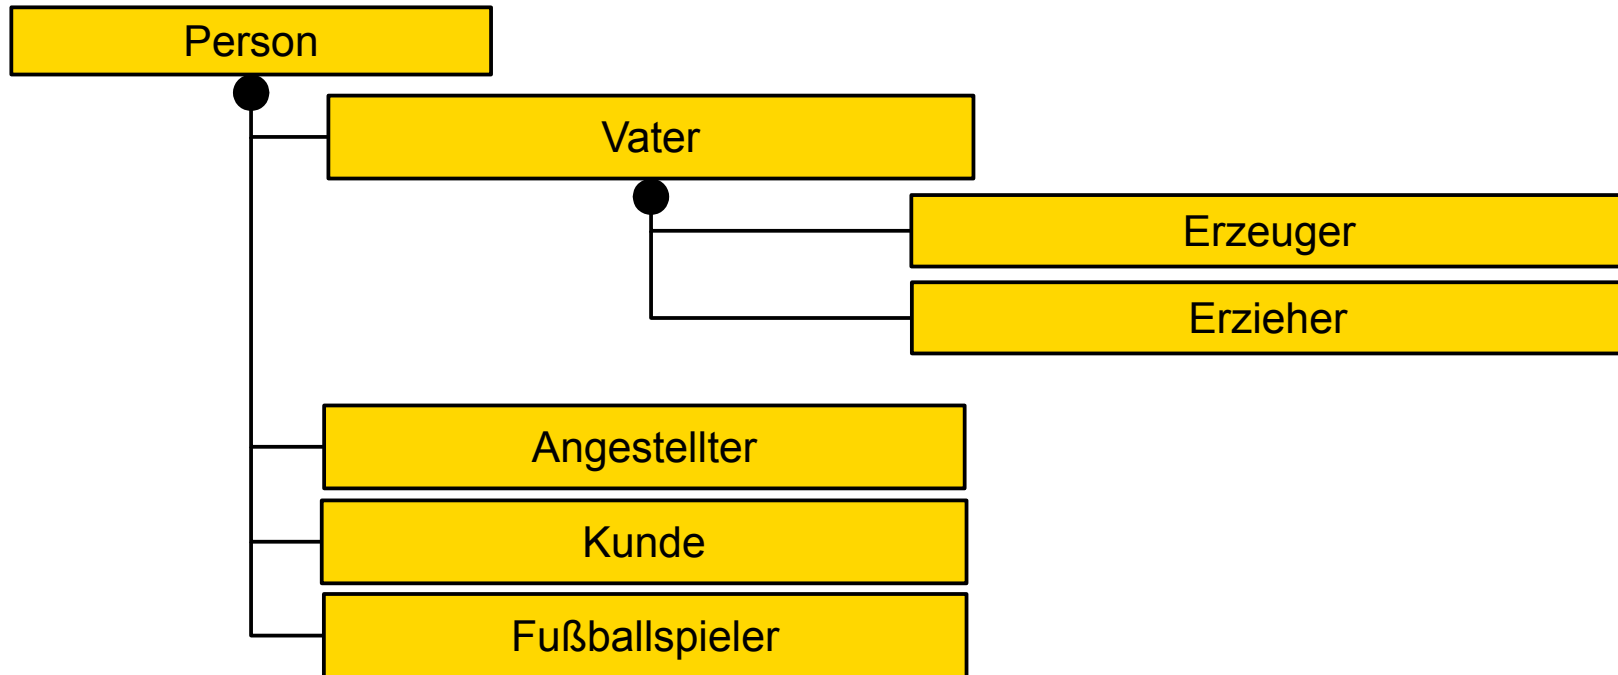 Person
Vater
Erzeuger
Erzieher
Angestellter
Kunde
Fußballspieler